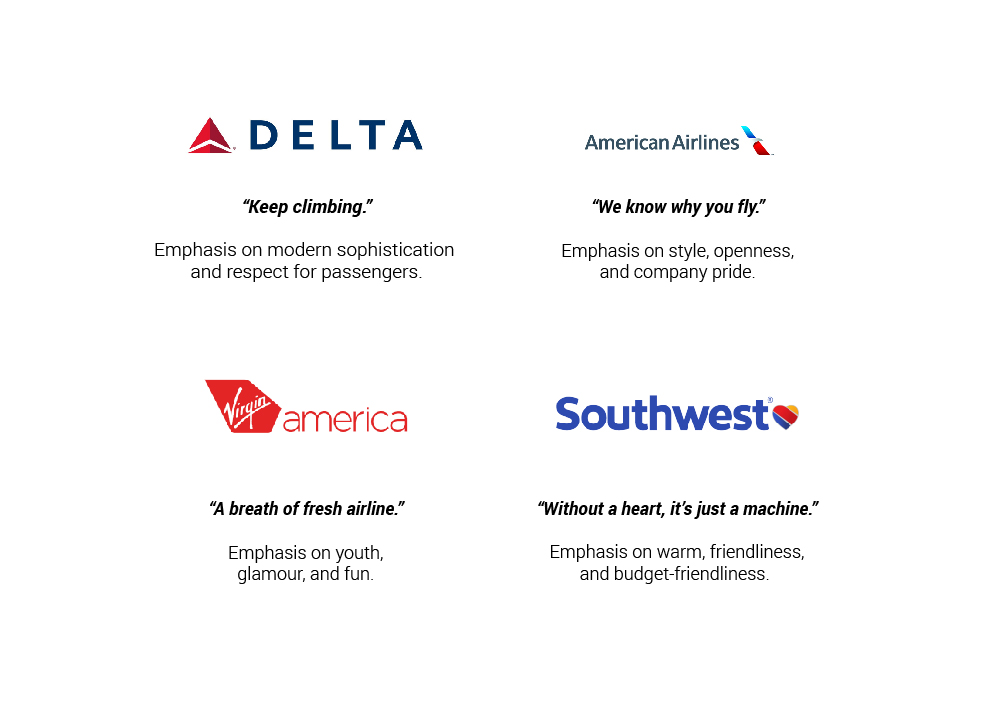 DELTA
American Airlines
“Keep climbing.”
“We know why you fly.”
Emphasis on modern sophistication
and respect for passengers.
Emphasis on style, openness,
and company pride.
Virgin america
Southwest®
“A breath of fresh airline.”
“Without a heart, it’s just a machine.”
Emphasis on youth,
glamour, and fun.
Emphasis on warm, friendliness,
and budget-friendliness.